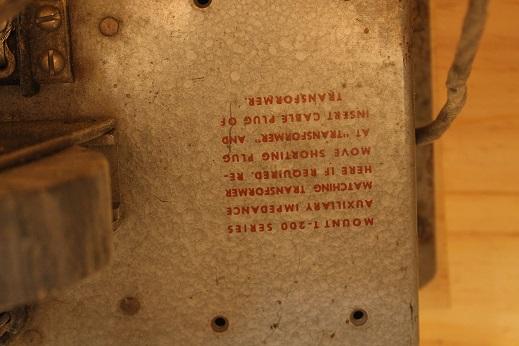 MOUNT T-200 SERIES
AUXILIARY IMPEDANCE
MATCHING TRANSFORMER
HERE IF REQUIRED. RE-
MOVE SHORTING PLUG
AT "TRANSFORMER" AND
INSERT CABLE PLUG OF
TRANSFORMER.